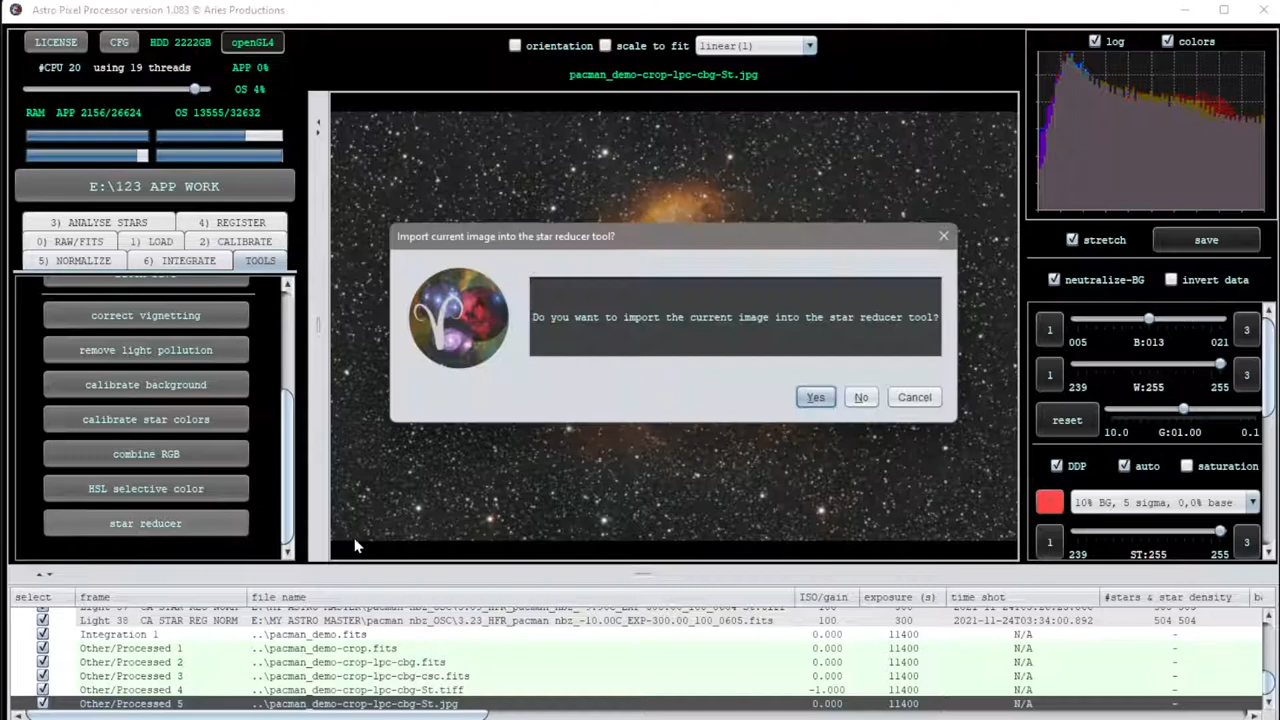 Astro Pixel Processor version 1.083 @ Aries Productions
LICENSE CFG HDD 2222GB openGL4
#CPU 20 using 19 threads APP 0%
OS 4%
RAM APP 2156/26624 OS 13555/32632
E:\123 APP WORK
3) ANALYSE STARS 4) REGISTER
0) RAW/FITS 1) LOAD 2) CALIBRATE
5) NORMALIZE 6) INTEGRATE TOOLS
correct vignetting
remove light pollution
calibrate background
calibrate star colors
combine RGB
HSL selective color
star reducer
orientation scale to fit linear(1)
pacman_demo-crop-lpc-cbg-St.jpg
Import current image into the star reducer tool?
Do you want to import the current image into the star reducer tool?
Yes No Cancel
log colors
stretch save
neutralize-BG invert data
1 3
005 B:013 021
1 3
239 W:255 255
reset
10.0 G:01.00 0.1
DDP auto saturation
10% BG, 5 sigma, 0,0% base
1 3
239 ST:255 255
select frame file name ISO/gain exposure (s) time shot #stars & star density
Light 38 CA STAR REG NORM E:\MY ASTRO MASTER\pacman nbz_OSC\3.23_HFR_pacman nbz_-10.00C_EXP-300.00_100_0605.fits 100 300 2021-11-24T03:34:00.892 504 504
Integration 1 ..\pacman_demo.fits 0.000 11400 N/A -
Other/Processed 1 ..\pacman_demo-crop.fits 0.000 11400 N/A -
Other/Processed 2 ..\pacman_demo-crop-lpc-cbg.fits 0.000 11400 N/A -
Other/Processed 3 ..\pacman_demo-crop-lpc-cbg-csc.fits 0.000 11400 N/A -
Other/Processed 4 ..\pacman_demo-crop-lpc-cbg-St.tiff -1.000 11400 N/A -
Other/Processed 5 ..\pacman_demo-crop-lpc-cbg-St.jpg 0.000 11400 N/A -